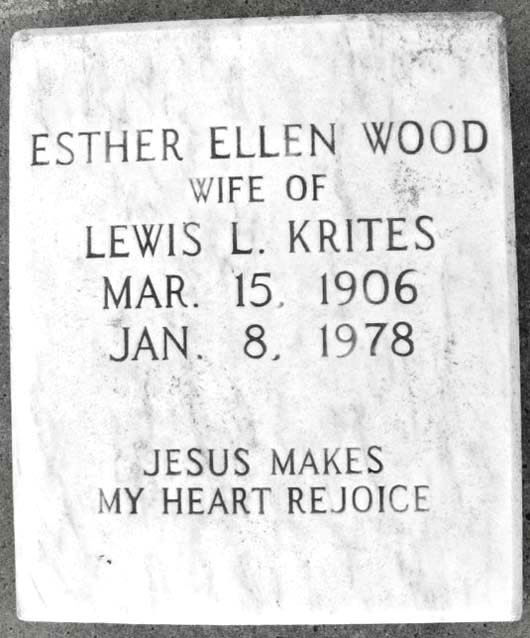 ESTHER ELLEN WOOD
WIFE OF
LEWIS L. KRITES
MAR. 15, 1906
JAN. 8, 1978
JESUS MAKES
MY HEART REJOICE